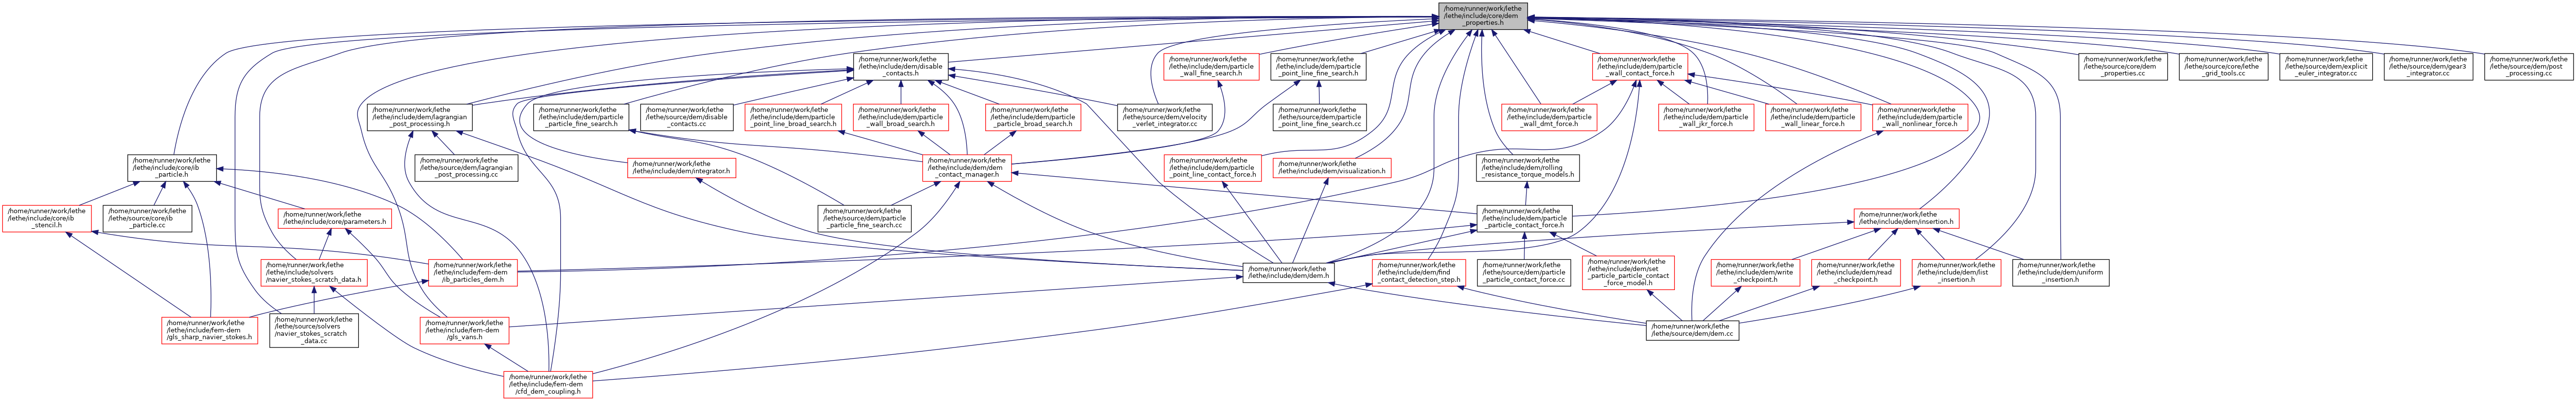 /home/runner/work/lethe
/lethe/include/core/dem
_properties.h
/home/runner/work/lethe
/lethe/include/dem/disable
_contacts.h
/home/runner/work/lethe
/lethe/include/dem/particle
_wall_fine_search.h
/home/runner/work/lethe
/lethe/include/dem/particle
_point_line_fine_search.h
/home/runner/work/lethe
/lethe/include/dem/particle
_wall_contact_force.h
/home/runner/work/lethe
/lethe/source/core/dem
_properties.cc
/home/runner/work/lethe
/lethe/source/core/lethe
_grid_tools.cc
/home/runner/work/lethe
/lethe/source/dem/explicit
_euler_integrator.cc
/home/runner/work/lethe
/lethe/source/dem/gear3
_integrator.cc
/home/runner/work/lethe
/lethe/source/dem/post
_processing.cc
/home/runner/work/lethe
/lethe/include/dem/lagrangian
_post_processing.h
/home/runner/work/lethe
/lethe/include/dem/particle
_particle_fine_search.h
/home/runner/work/lethe
/lethe/source/dem/disable
_contacts.cc
/home/runner/work/lethe
/lethe/include/dem/particle
_point_line_broad_search.h
/home/runner/work/lethe
/lethe/include/dem/particle
_wall_broad_search.h
/home/runner/work/lethe
/lethe/include/dem/particle
_particle_broad_search.h
/home/runner/work/lethe
/lethe/source/dem/velocity
_verlet_integrator.cc
/home/runner/work/lethe
/lethe/source/dem/particle
_point_line_fine_search.cc
/home/runner/work/lethe
/lethe/include/dem/particle
_wall_dmt_force.h
/home/runner/work/lethe
/lethe/include/dem/particle
_wall_jkr_force.h
/home/runner/work/lethe
/lethe/include/dem/particle
_wall_linear_force.h
/home/runner/work/lethe
/lethe/include/dem/particle
_wall_nonlinear_force.h
/home/runner/work/lethe
/lethe/include/core/ib
_particle.h
/home/runner/work/lethe
/lethe/source/dem/lagrangian
_post_processing.cc
/home/runner/work/lethe
/lethe/include/dem/integrator.h
/home/runner/work/lethe
/lethe/include/dem/dem
_contact_manager.h
/home/runner/work/lethe
/lethe/include/dem/particle
_point_line_contact_force.h
/home/runner/work/lethe
/lethe/include/dem/visualization.h
/home/runner/work/lethe
/lethe/include/dem/rolling
_resistance_torque_models.h
/home/runner/work/lethe
/lethe/include/core/ib
_stencil.h
/home/runner/work/lethe
/lethe/source/core/ib
_particle.cc
/home/runner/work/lethe
/lethe/include/core/parameters.h
/home/runner/work/lethe
/lethe/source/dem/particle
_particle_fine_search.cc
/home/runner/work/lethe
/lethe/include/dem/particle
_particle_contact_force.h
/home/runner/work/lethe
/lethe/include/dem/insertion.h
/home/runner/work/lethe
/lethe/include/solvers
/navier_stokes_scratch_data.h
/home/runner/work/lethe
/lethe/include/fem-dem
/ib_particles_dem.h
/home/runner/work/lethe
/lethe/include/dem/dem.h
/home/runner/work/lethe
/lethe/include/dem/find
_contact_detection_step.h
/home/runner/work/lethe
/lethe/source/dem/particle
_particle_contact_force.cc
/home/runner/work/lethe
/lethe/include/dem/set
_particle_particle_contact
_force_model.h
/home/runner/work/lethe
/lethe/include/dem/write
_checkpoint.h
/home/runner/work/lethe
/lethe/include/dem/read
_checkpoint.h
/home/runner/work/lethe
/lethe/include/dem/list
_insertion.h
/home/runner/work/lethe
/lethe/include/dem/uniform
_insertion.h
/home/runner/work/lethe
/lethe/include/fem-dem
/gls_sharp_navier_stokes.h
/home/runner/work/lethe
/lethe/source/solvers
/navier_stokes_scratch
_data.cc
/home/runner/work/lethe
/lethe/include/fem-dem
/gls_vans.h
/home/runner/work/lethe
/lethe/source/dem/dem.cc
/home/runner/work/lethe
/lethe/include/fem-dem
/cfd_dem_coupling.h